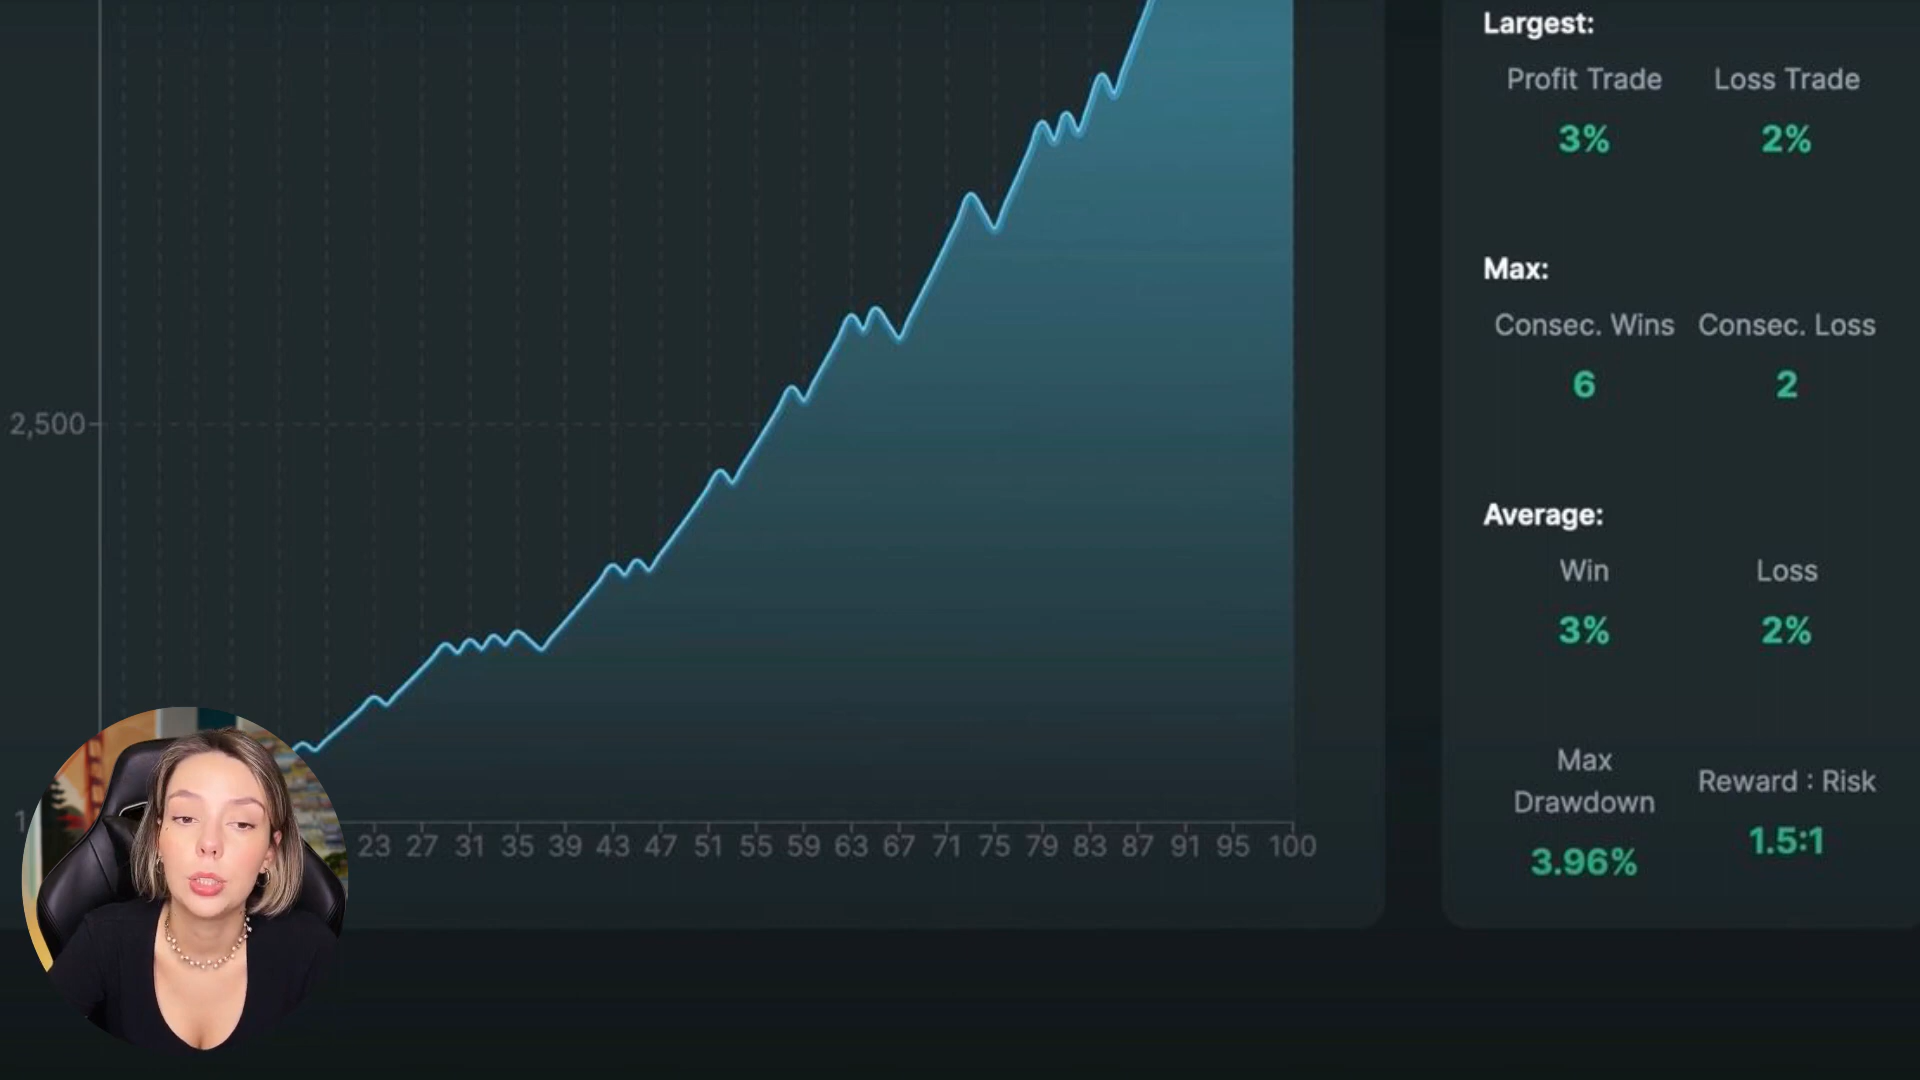 Largest:
Profit Trade Loss Trade
3% 2%
Max:
Consec. Wins Consec. Loss
6 2
2,500
Average:
Win Loss
3% 2%
Max
Drawdown
Reward : Risk
3.96% 1.5:1
23 27 31 35 39 43 47 51 55 59 63 67 71 75 79 83 87 91 95 100